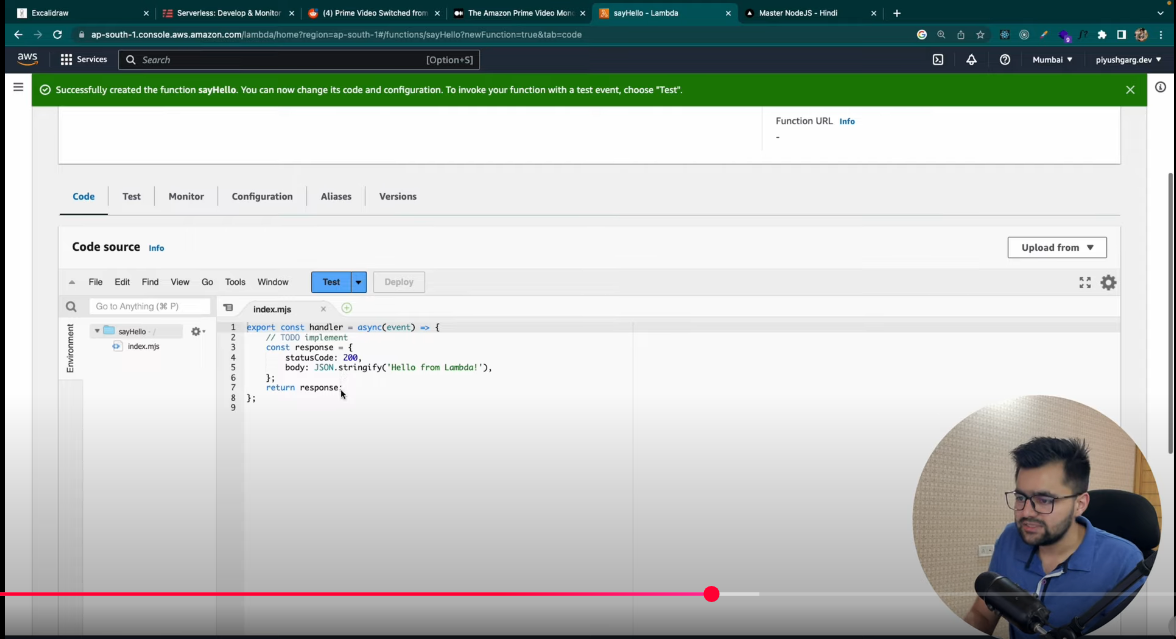 Excalidraw
Serverless: Develop & Monitor
(4) Prime Video Switched from
The Amazon Prime Video Mono
sayHello - Lambda
Master NodeJS - Hindi
ap-south-1.console.aws.amazon.com/lambda/home?region=ap-south-1#/functions/sayHello?newFunction=true&tab=code
aws
Services
Search
[Option+S]
Mumbai
piyushgarg.dev
Successfully created the function sayHello. You can now change its code and configuration. To invoke your function with a test event, choose "Test".
Function URL Info
-
Code
Test
Monitor
Configuration
Aliases
Versions
Code source Info
Upload from
File Edit Find View Go Tools Window
Test
Deploy
Go to Anything (⌘ P)
index.mjs
Environment
sayHello - /
index.mjs
1 export const handler = async(event) => {
2 // TODO implement
3 const response = {
4 statusCode: 200,
5 body: JSON.stringify('Hello from Lambda!'),
6 };
7 return response;
8 };
9